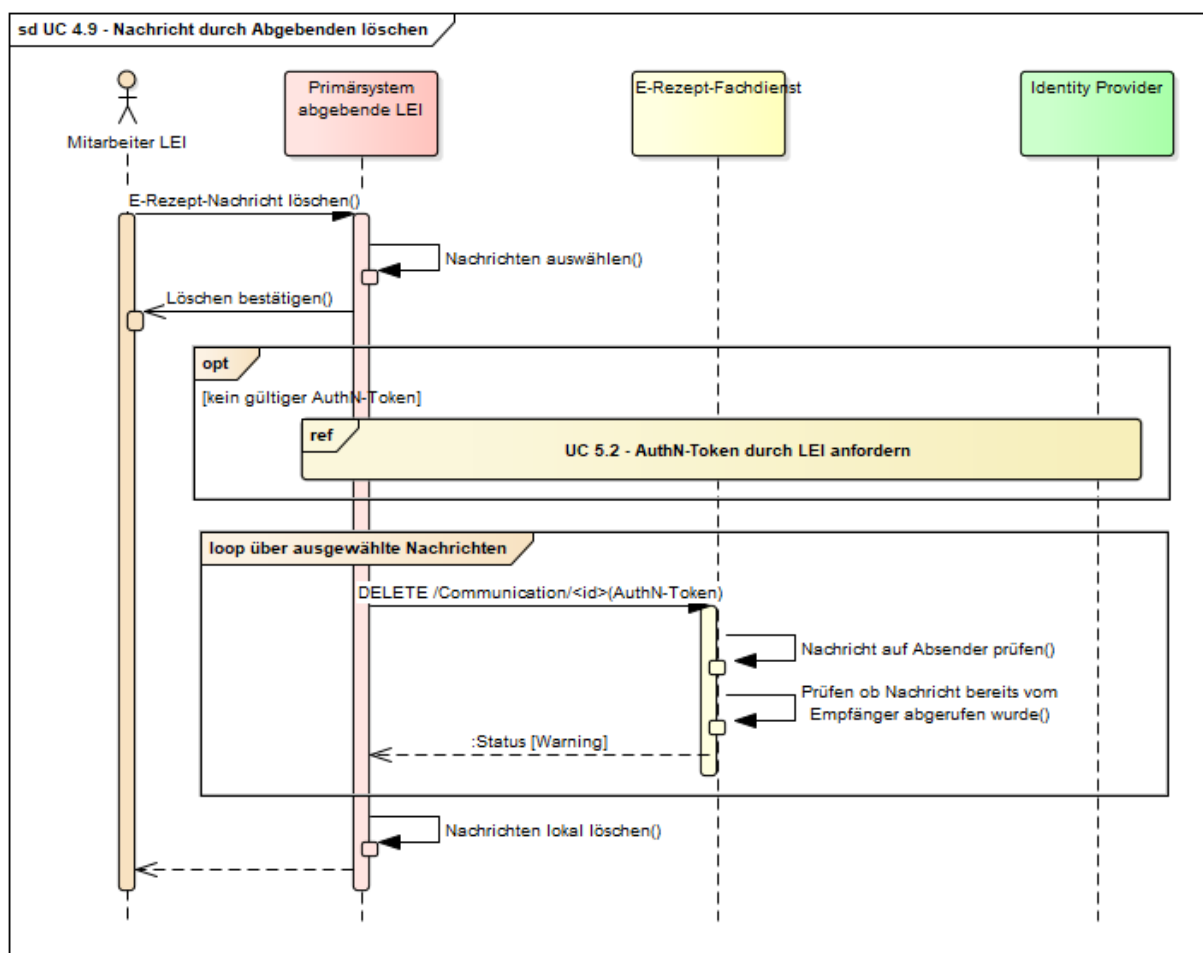 sd UC 4.9 - Nachricht durch Abgebenden löschen
Mitarbeiter LEI
Primärsystem
abgebende LEI
E-Rezept-Fachdienst
Identity Provider
E-Rezept-Nachricht löschen()
Nachrichten auswählen()
Löschen bestätigen()
opt
[kein gültiger AuthN-Token]
ref
UC 5.2 - AuthN-Token durch LEI anfordern
loop über ausgewählte Nachrichten
DELETE /Communication/<id>(AuthN-Token)
Nachricht auf Absender prüfen()
Prüfen ob Nachricht bereits vom
Empfänger abgerufen wurde()
:Status [Warning]
Nachrichten lokal löschen()